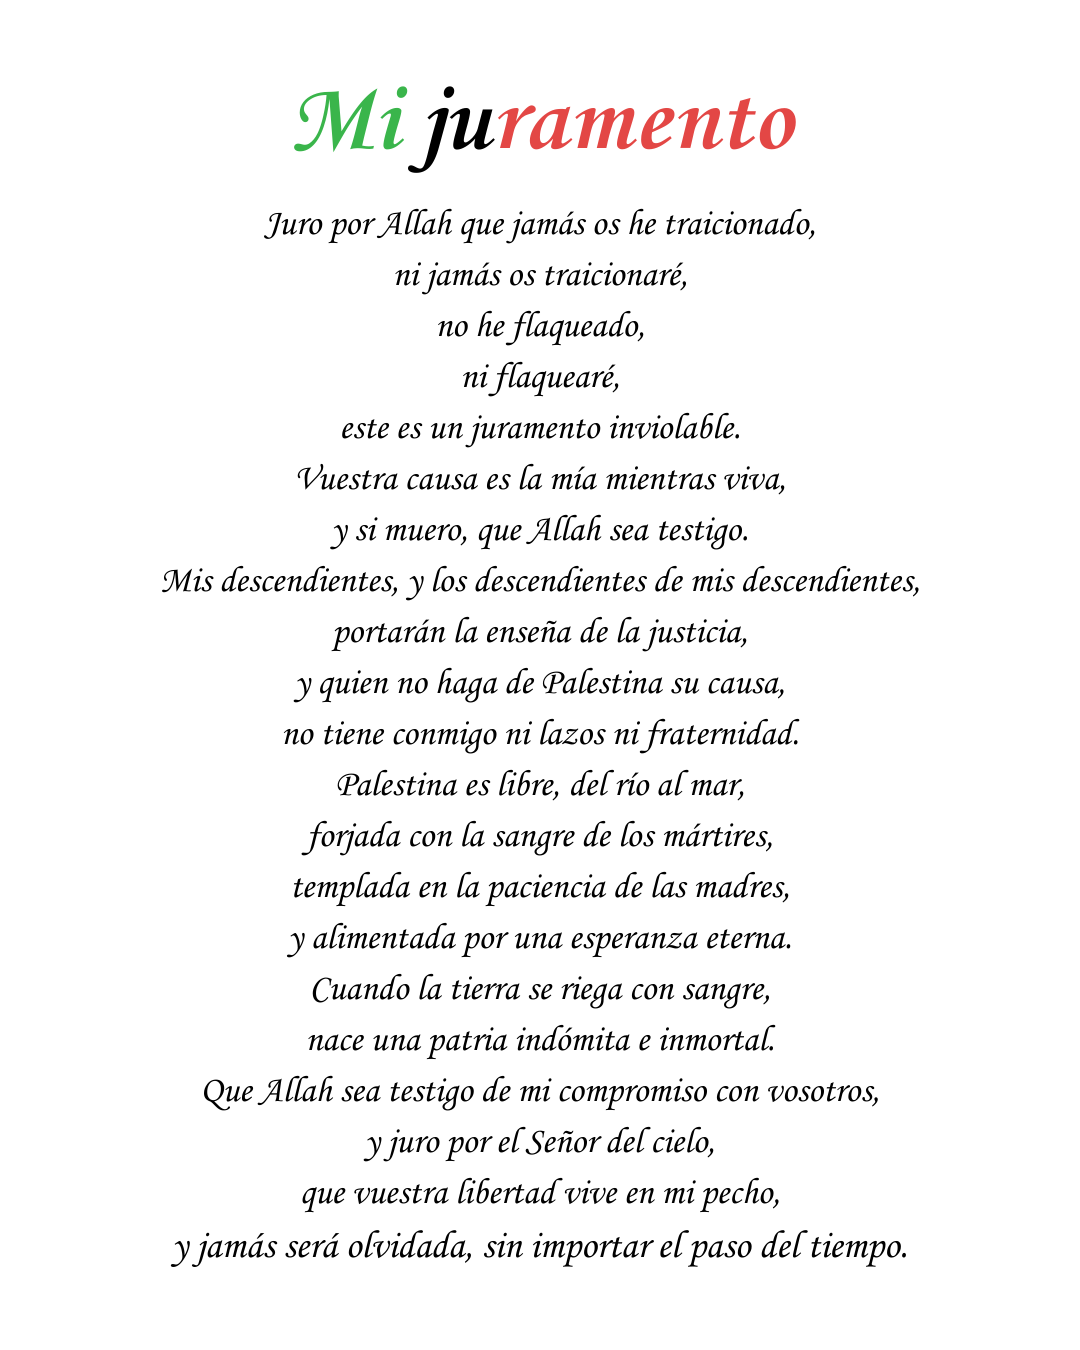 Mi juramento
Juro por Allah que jamás os he traicionado,
ni jamás os traicionaré,
no he flaqueado,
ni flaquearé,
este es un juramento inviolable.
Vuestra causa es la mía mientras viva,
y si muero, que Allah sea testigo.
Mis descendientes, y los descendientes de mis descendientes,
portarán la enseña de la justicia,
y quien no haga de Palestina su causa,
no tiene conmigo ni lazos ni fraternidad.
Palestina es libre, del río al mar,
forjada con la sangre de los mártires,
templada en la paciencia de las madres,
y alimentada por una esperanza eterna.
Cuando la tierra se riega con sangre,
nace una patria indómita e inmortal.
Que Allah sea testigo de mi compromiso con vosotros,
y juro por el Señor del cielo,
que vuestra libertad vive en mi pecho,
y jamás será olvidada, sin importar el paso del tiempo.